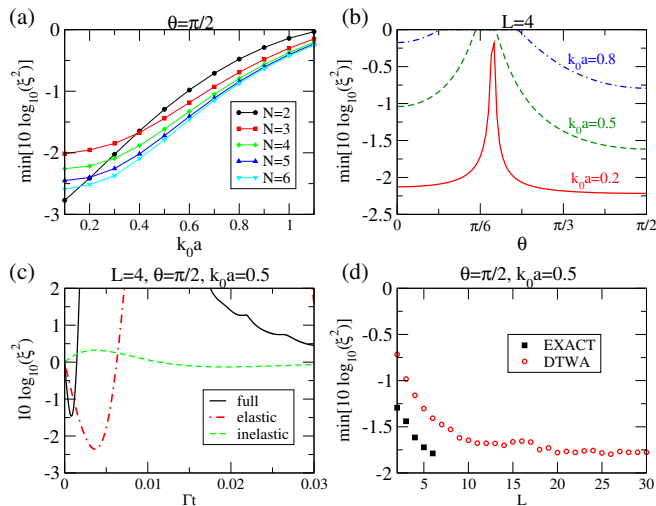 (a)
θ=π/2
min[10 log10(ξ²)]
0
-1
-2
-3
0.2
0.4
0.6
0.8
1
k0a
N=2
N=3
N=4
N=5
N=6
(b)
L=4
min[10 log10(ξ²)]
0
-0.5
-1
-1.5
-2
-2.5
0
π/6
π/3
π/2
θ
k0a=0.8
k0a=0.5
k0a=0.2
(c)
L=4, θ=π/2, k0a=0.5
10 log10(ξ²)
2
1
0
-1
-2
-3
0
0.01
0.02
0.03
Γt
full
elastic
inelastic
(d)
θ=π/2, k0a=0.5
min[10 log10(ξ²)]
0
-0.5
-1
-1.5
-2
5
10
15
20
25
30
L
EXACT
DTWA